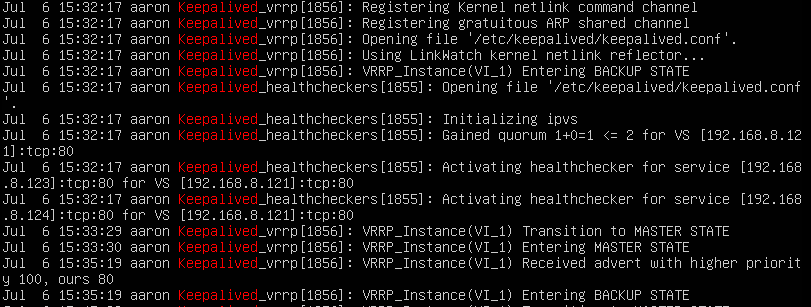 Jul  6 15:32:17 aaron Keepalived_vrrp[1856]: Registering Kernel netlink command channel
Jul  6 15:32:17 aaron Keepalived_vrrp[1856]: Registering gratuitous ARP shared channel
Jul  6 15:32:17 aaron Keepalived_vrrp[1856]: Opening file '/etc/keepalived/keepalived.conf'.
Jul  6 15:32:17 aaron Keepalived_vrrp[1856]: Using LinkWatch kernel netlink reflector...
Jul  6 15:32:17 aaron Keepalived_vrrp[1856]: VRRP_Instance(VI_1) Entering BACKUP STATE
Jul  6 15:32:17 aaron Keepalived_healthcheckers[1855]: Opening file '/etc/keepalived/keepalived.conf
'.
Jul  6 15:32:17 aaron Keepalived_healthcheckers[1855]: Initializing ipvs
Jul  6 15:32:17 aaron Keepalived_healthcheckers[1855]: Gained quorum 1+0=1 <= 2 for VS [192.168.8.12
1]:tcp:80
Jul  6 15:32:17 aaron Keepalived_healthcheckers[1855]: Activating healthchecker for service [192.168
.8.123]:tcp:80 for VS [192.168.8.121]:tcp:80
Jul  6 15:32:17 aaron Keepalived_healthcheckers[1855]: Activating healthchecker for service [192.168
.8.124]:tcp:80 for VS [192.168.8.121]:tcp:80
Jul  6 15:33:29 aaron Keepalived_vrrp[1856]: VRRP_Instance(VI_1) Transition to MASTER STATE
Jul  6 15:33:30 aaron Keepalived_vrrp[1856]: VRRP_Instance(VI_1) Entering MASTER STATE
Jul  6 15:35:19 aaron Keepalived_vrrp[1856]: VRRP_Instance(VI_1) Received advert with higher priorit
y 100, ours 80
Jul  6 15:35:19 aaron Keepalived_vrrp[1856]: VRRP_Instance(VI_1) Entering BACKUP STATE